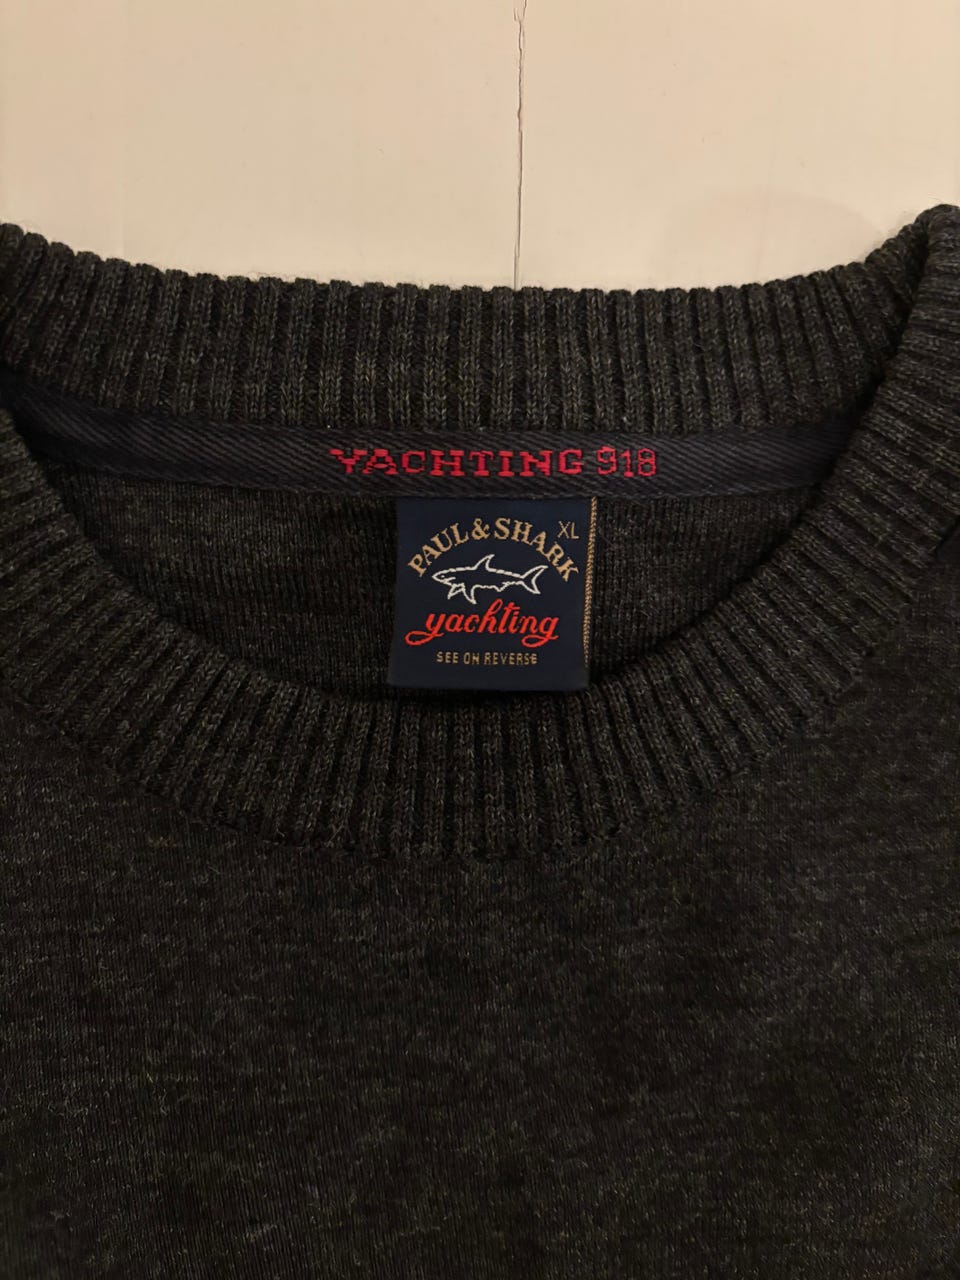 YACHTING 918
PAUL & SHARK
XL
yachting
SEE ON REVERSE